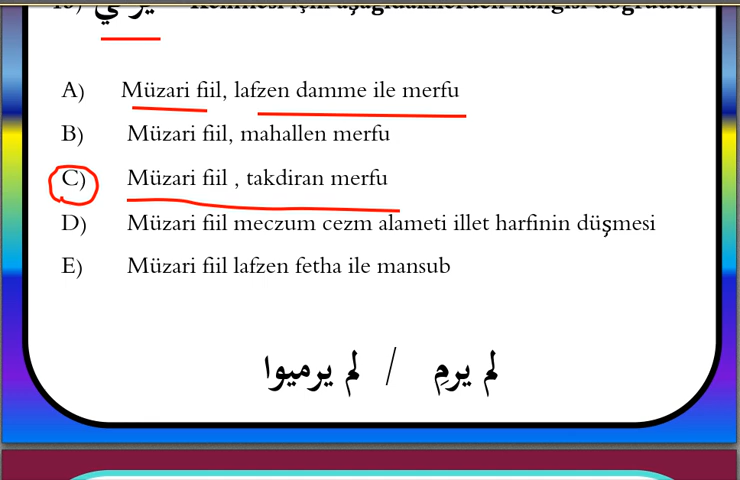 A) Müzari fiil, lafzen damme ile merfu
B) Müzari fiil, mahallen merfu
C) Müzari fiil , takdiran merfu
D) Müzari fiil meczum cezm alameti illet harfinin düşmesi
E) Müzari fiil lafzen fetha ile mansub
لم يرمِ / لم يرميوا